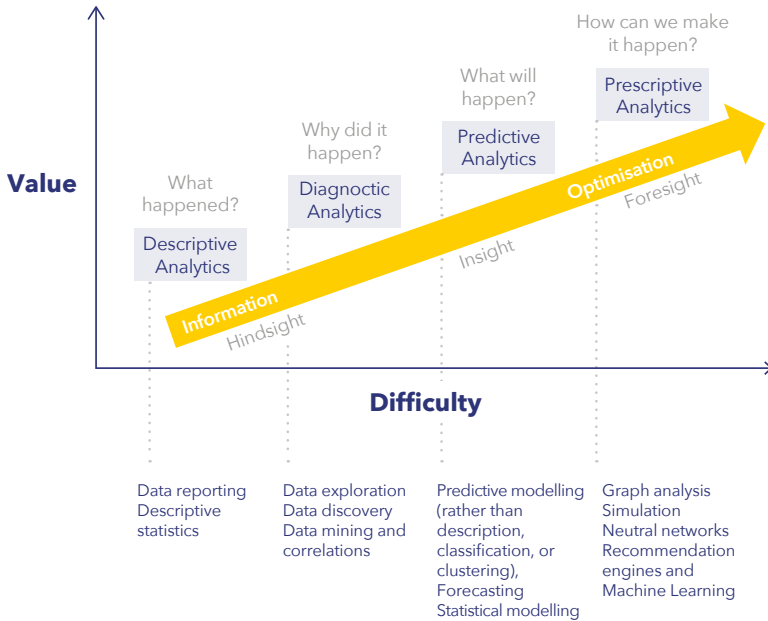 How can we make
it happen?
Prescriptive
Analytics
What will
happen?
Predictive
Analytics
Why did it
happen?
Diagnoctic
Analytics
What
happened?
Descriptive
Analytics
Value
Optimisation
Foresight
Insight
Information
Hindsight
Difficulty
Data reporting
Descriptive
statistics
Data exploration
Data discovery
Data mining and
correlations
Predictive modelling
(rather than
description,
classification, or
clustering),
Forecasting
Statistical modelling
Graph analysis
Simulation
Neutral networks
Recommendation
engines and
Machine Learning